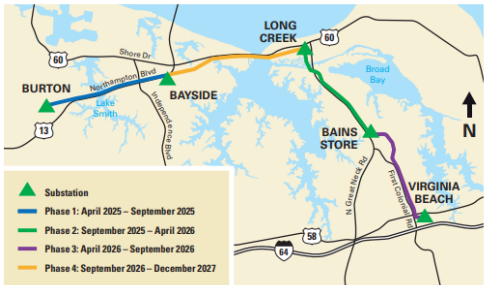 LONG
CREEK
60
Shore Dr
60
Broad
Bay
Northampton Blvd
BURTON
BAYSIDE
Lake
Smith
13
Independence Blvd
N
BAINS
STORE
N Great Neck Rd
First Colonial Rd
VIRGINIA
BEACH
58
64
Substation
Phase 1: April 2025 – September 2025
Phase 2: September 2025 – April 2026
Phase 3: April 2026 – September 2026
Phase 4: September 2026 – December 2027